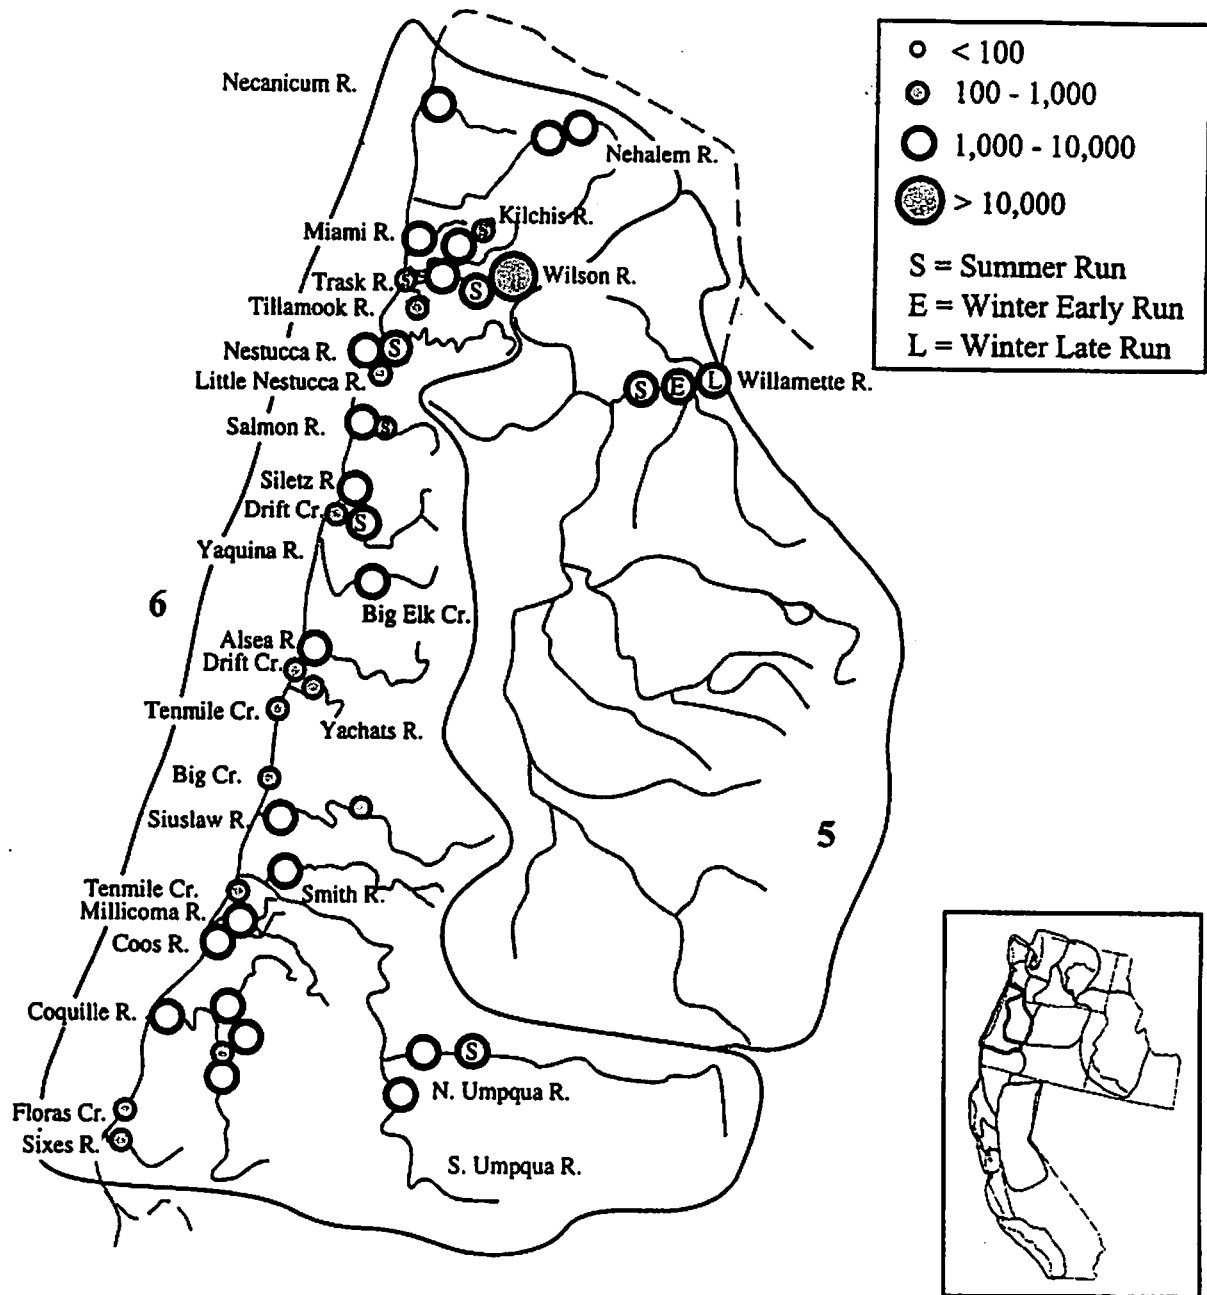 Necanicum R.
Nehalem R.
Kilchis R.
S
Miami R.
Trask R.
S
S
Wilson R.
Tillamook R.
Nestucca R.
S
Little Nestucca R.
S
E
L
Willamette R.
Salmon R.
S
Siletz R
Drift Cr.
S
Yaquina R.
6
Big Elk Cr.
Alsea R
Drift Cr.
Tenmile Cr.
Yachats R.
Big Cr.
Siuslaw R.
5
Tenmile Cr.
Smith R.
Millicoma R.
Coos R.
Coquille R.
S
N. Umpqua R.
Floras Cr.
Sixes R.
S. Umpqua R.
< 100
100 - 1,000
1,000 - 10,000
> 10,000
S = Summer Run
E = Winter Early Run
L = Winter Late Run